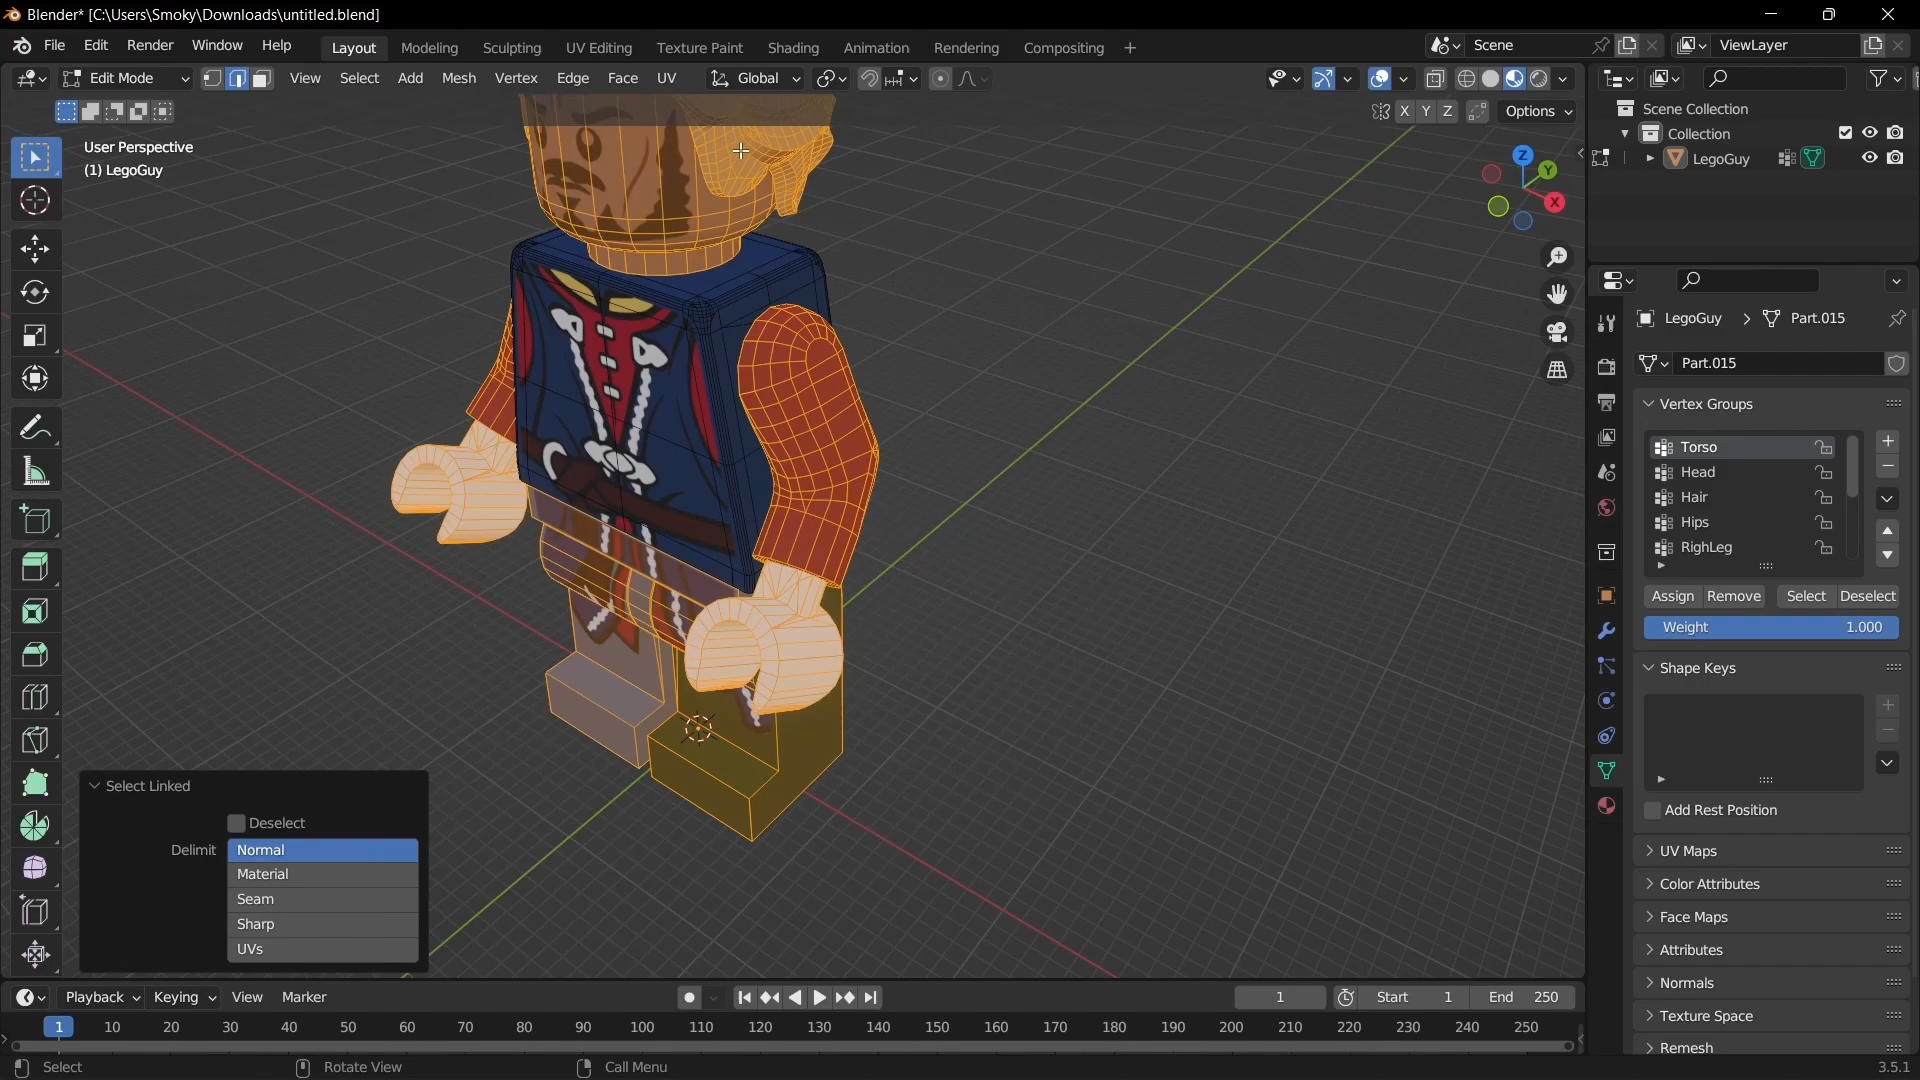 Blender* [C:\Users\Smoky\Downloads\untitled.blend]
File Edit Render Window Help Layout Modeling Sculpting UV Editing Texture Paint Shading Animation Rendering Compositing + Scene ViewLayer
Edit Mode View Select Add Mesh Vertex Edge Face UV Global
X Y Z Options
Scene Collection
Collection
LegoGuy
User Perspective
(1) LegoGuy
Z
Y
X
LegoGuy > Part.015
Part.015
Vertex Groups
Torso
Head
Hair
Hips
RighLeg
Assign Remove Select Deselect
Weight 1.000
Shape Keys
Add Rest Position
UV Maps
Color Attributes
Face Maps
Attributes
Normals
Texture Space
Remesh
Select Linked
Deselect
Delimit Normal
Material
Seam
Sharp
UVs
Playback Keying View Marker 1 Start 1 End 250
1 10 20 30 40 50 60 70 80 90 100 110 120 130 140 150 160 170 180 190 200 210 220 230 240 250
Select Rotate View Call Menu 3.5.1